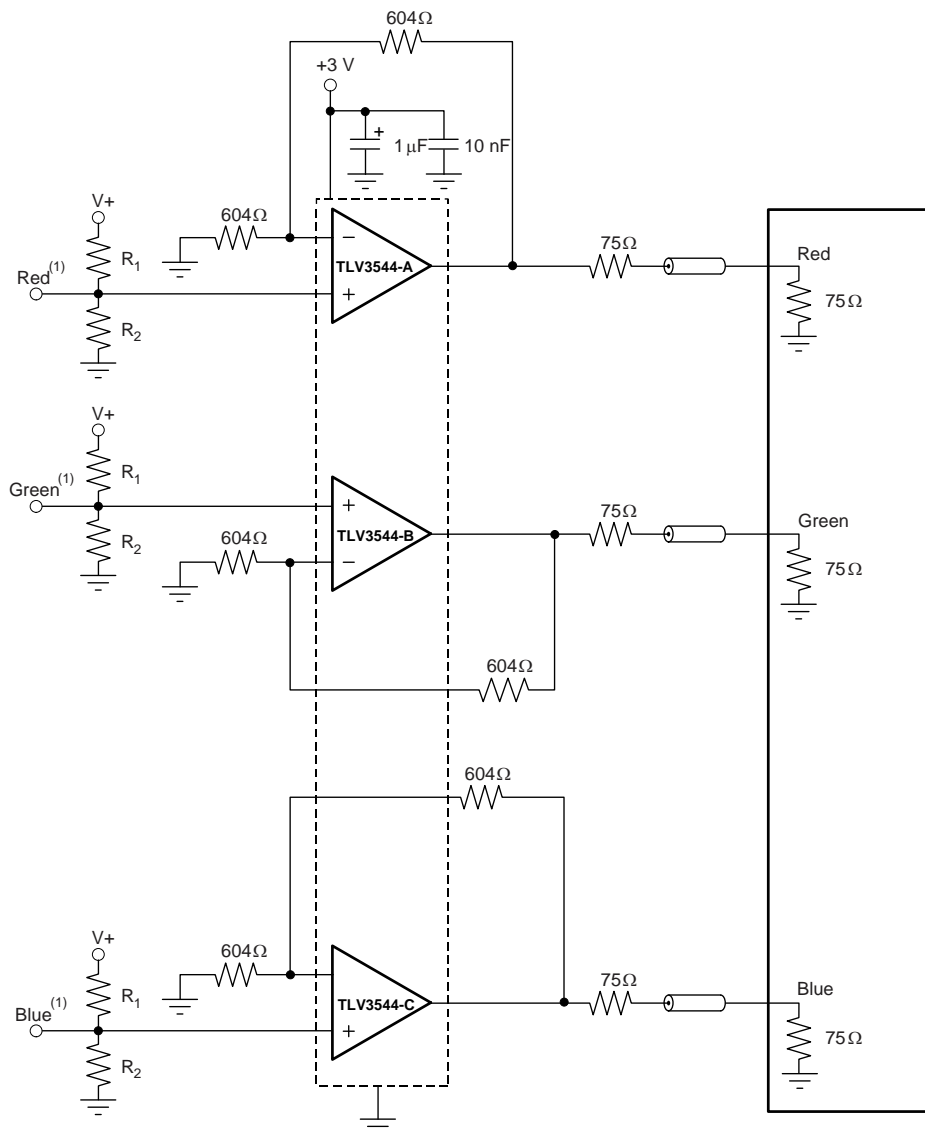 604Ω
+3 V
+
1 μF
10 nF
V+
604Ω
R1
Red(1)
R2
−
TLV3544-A
+
75Ω
Red
75Ω
V+
R1
Green(1)
R2
604Ω
+
TLV3544-B
−
75Ω
Green
75Ω
604Ω
604Ω
V+
604Ω
R1
Blue(1)
R2
TLV3544-C
+
75Ω
Blue
75Ω